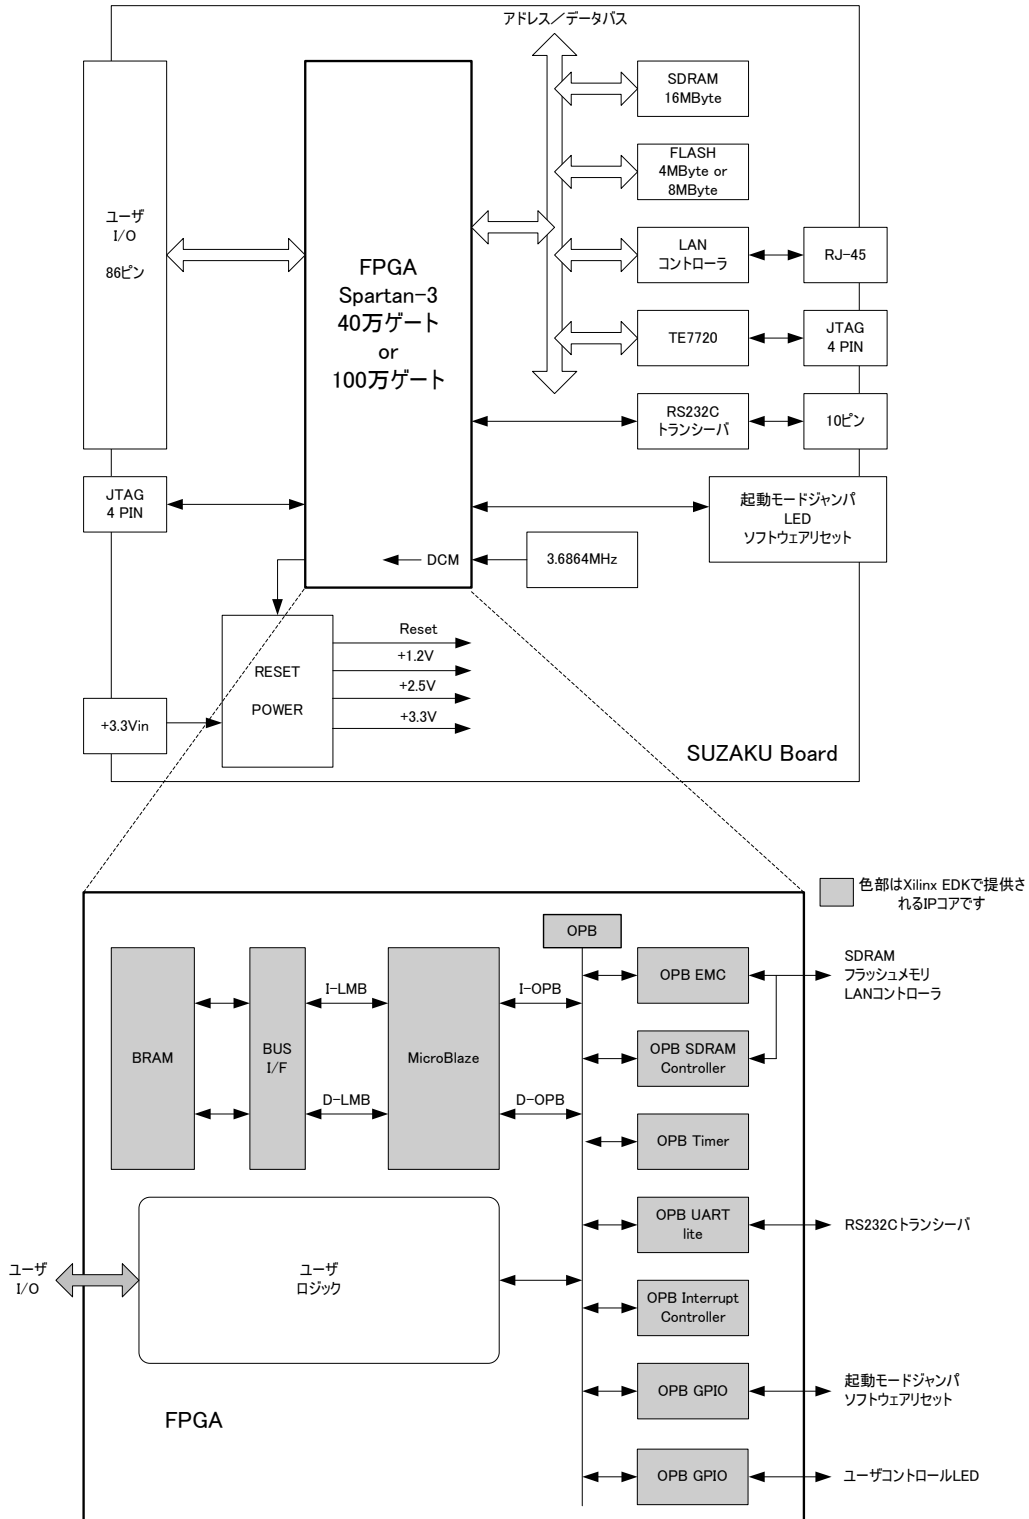 アドレス／データバス
SDRAM
16MByte
FLASH
4MByte or
8MByte
ユーザ
I/O
86ピン
FPGA
Spartan-3
40万ゲート
or
100万ゲート
LAN
コントローラ
RJ-45
TE7720
JTAG
4 PIN
RS232C
トランシーバ
10ピン
JTAG
4 PIN
起動モードジャンパ
LED
ソフトウェアリセット
DCM
3.6864MHz
RESET
POWER
Reset
+1.2V
+2.5V
+3.3V
+3.3Vin
SUZAKU Board
色部はXilinx EDKで提供さ
れるIPコアです
OPB
BRAM
BUS
I/F
I-LMB
D-LMB
MicroBlaze
I-OPB
D-OPB
OPB EMC
SDRAM
フラッシュメモリ
LANコントローラ
OPB SDRAM
Controller
OPB Timer
OPB UART
lite
RS232Cトランシーバ
ユーザ
I/O
ユーザ
ロジック
OPB Interrupt
Controller
OPB GPIO
起動モードジャンパ
ソフトウェアリセット
FPGA
OPB GPIO
ユーザコントロールLED